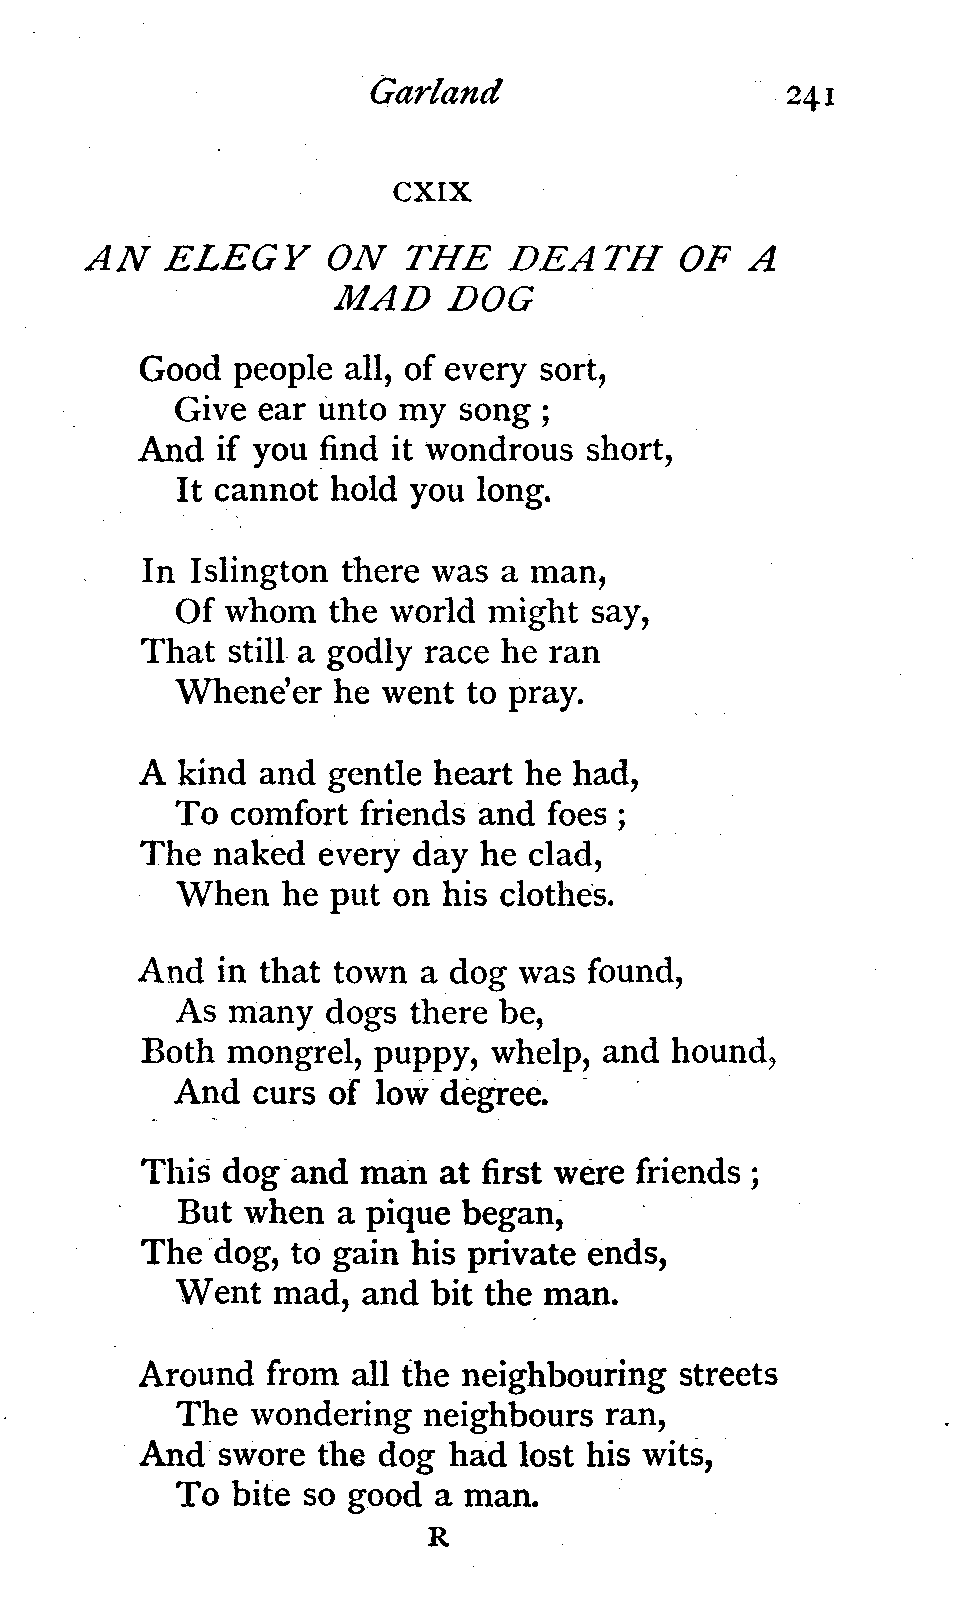 Garland 241
CXIX
AN ELEGY ON THE DEATH OF A
MAD DOG
Good people all, of every sort,
Give ear unto my song ;
And if you find it wondrous short,
It cannot hold you long.
In Islington there was a man,
Of whom the world might say,
That still a godly race he ran
Whene'er he went to pray.
A kind and gentle heart he had,
To comfort friends and foes ;
The naked every day he clad,
When he put on his clothes.
And in that town a dog was found,
As many dogs there be,
Both mongrel, puppy, whelp, and hound,
And curs of low degree.
This dog and man at first were friends ;
But when a pique began,
The dog, to gain his private ends,
Went mad, and bit the man.
Around from all the neighbouring streets
The wondering neighbours ran,
And swore the dog had lost his wits,
To bite so good a man.
R